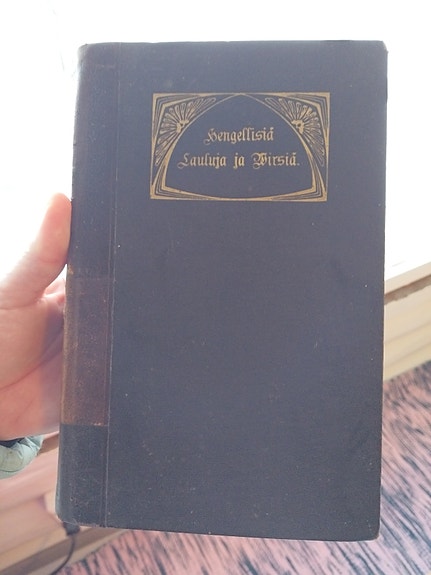 Hengellisiä
Lauluja ja Wirsiä.